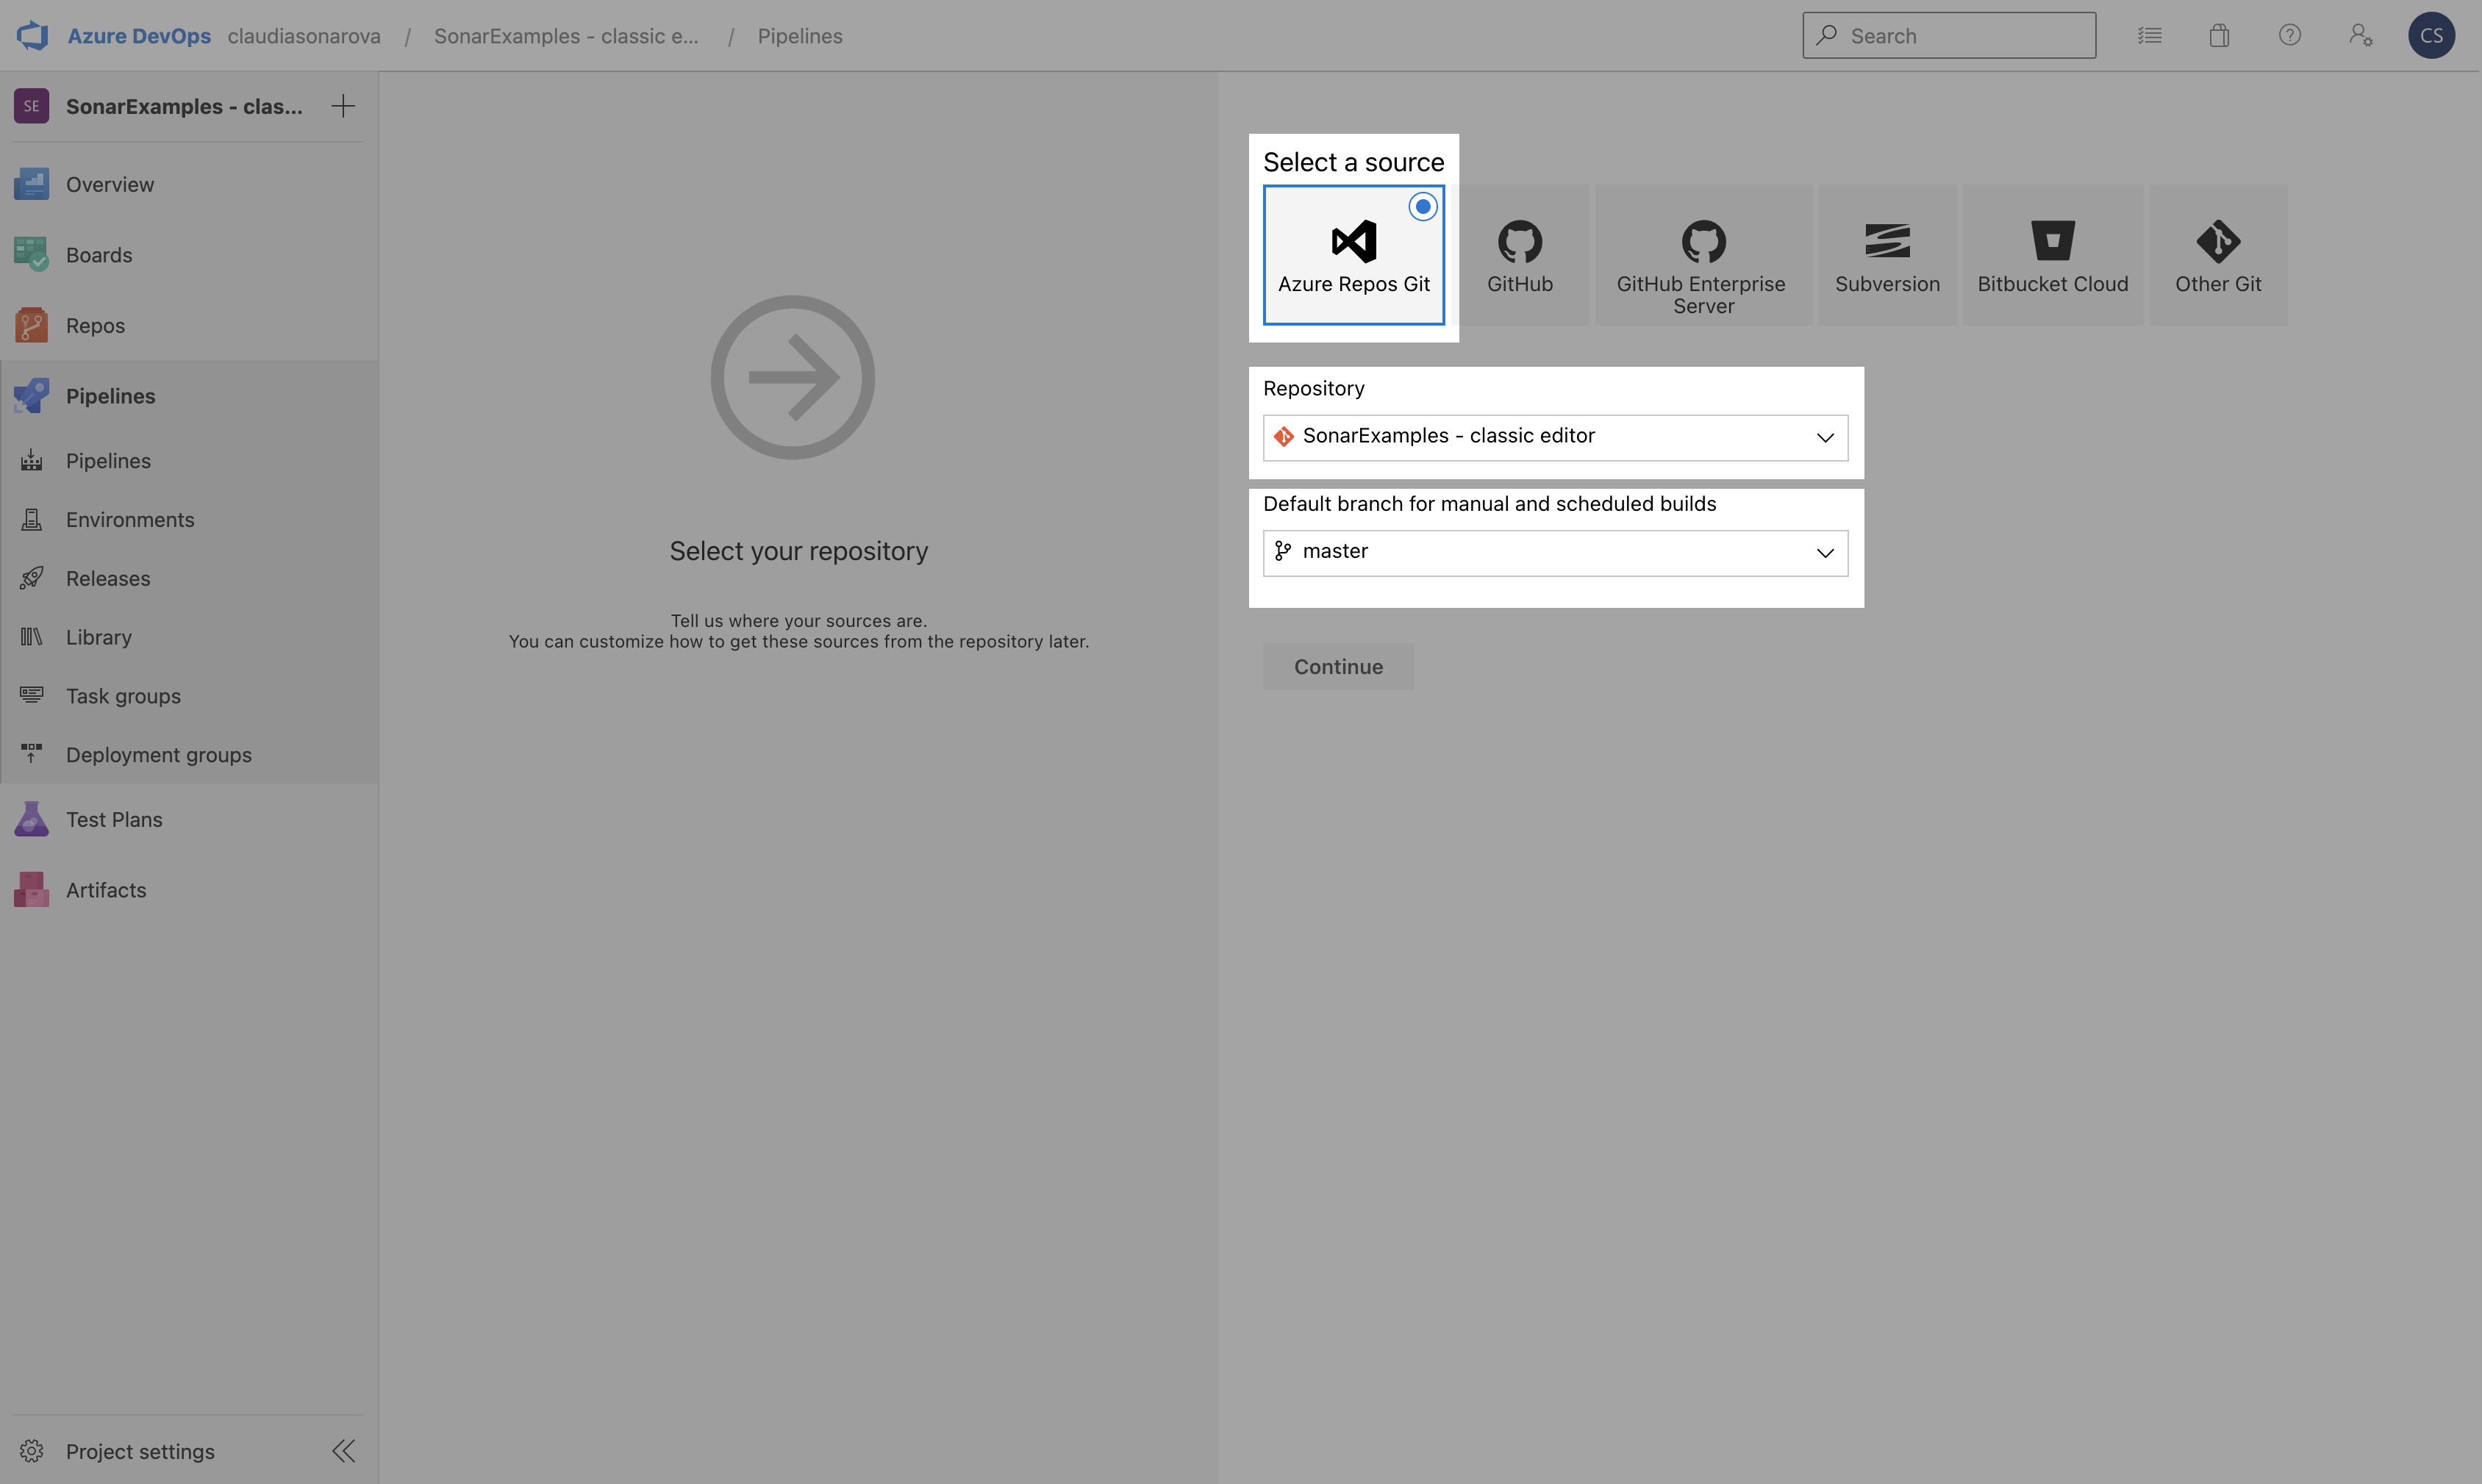 Azure DevOps claudiasonarova / SonarExamples - classic e... / Pipelines
Search
CS
SE SonarExamples - clas...
Overview
Boards
Repos
Pipelines
Pipelines
Environments
Releases
Library
Task groups
Deployment groups
Test Plans
Artifacts
Project settings
Select your repository
Tell us where your sources are.
You can customize how to get these sources from the repository later.
Select a source
Azure Repos Git
GitHub
GitHub Enterprise
Server
Subversion
Bitbucket Cloud
Other Git
Repository
SonarExamples - classic editor
Default branch for manual and scheduled builds
master
Continue